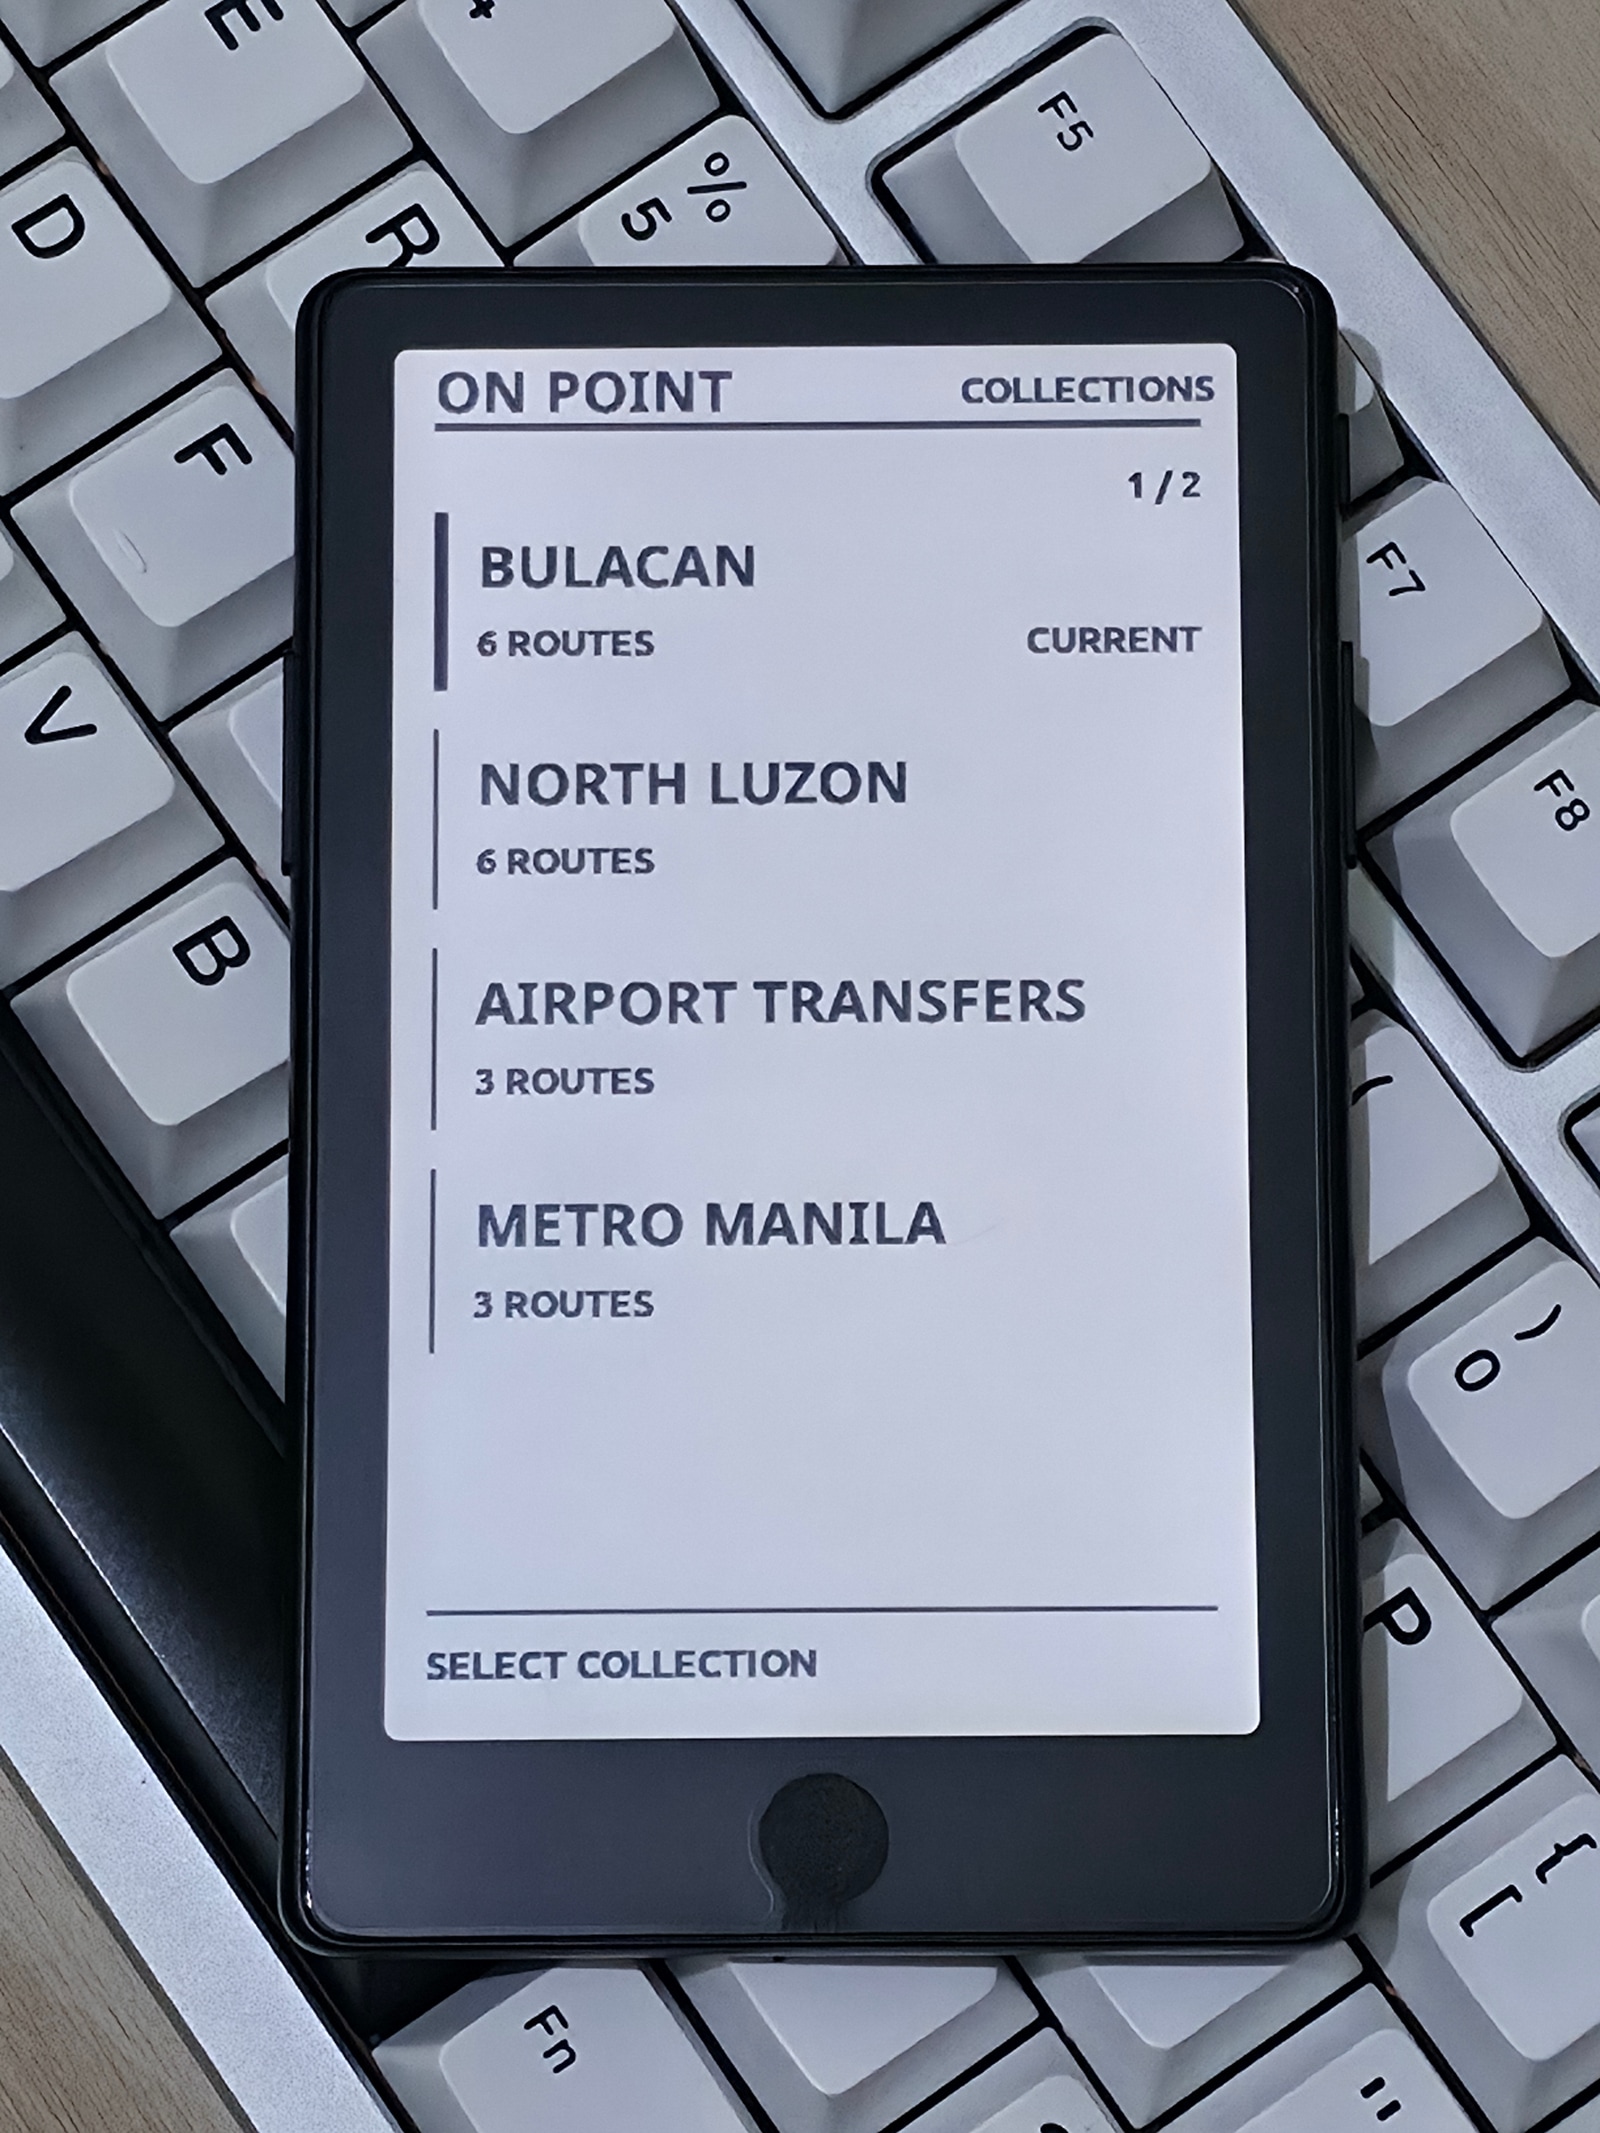 E
F5
%
5
D
R
F
F7
V
F8
B
ON POINT COLLECTIONS
1 / 2
BULACAN
6 ROUTES CURRENT
NORTH LUZON
6 ROUTES
AIRPORT TRANSFERS
3 ROUTES
METRO MANILA
3 ROUTES
SELECT COLLECTION
(
)
0
P
{
[
Fn
"